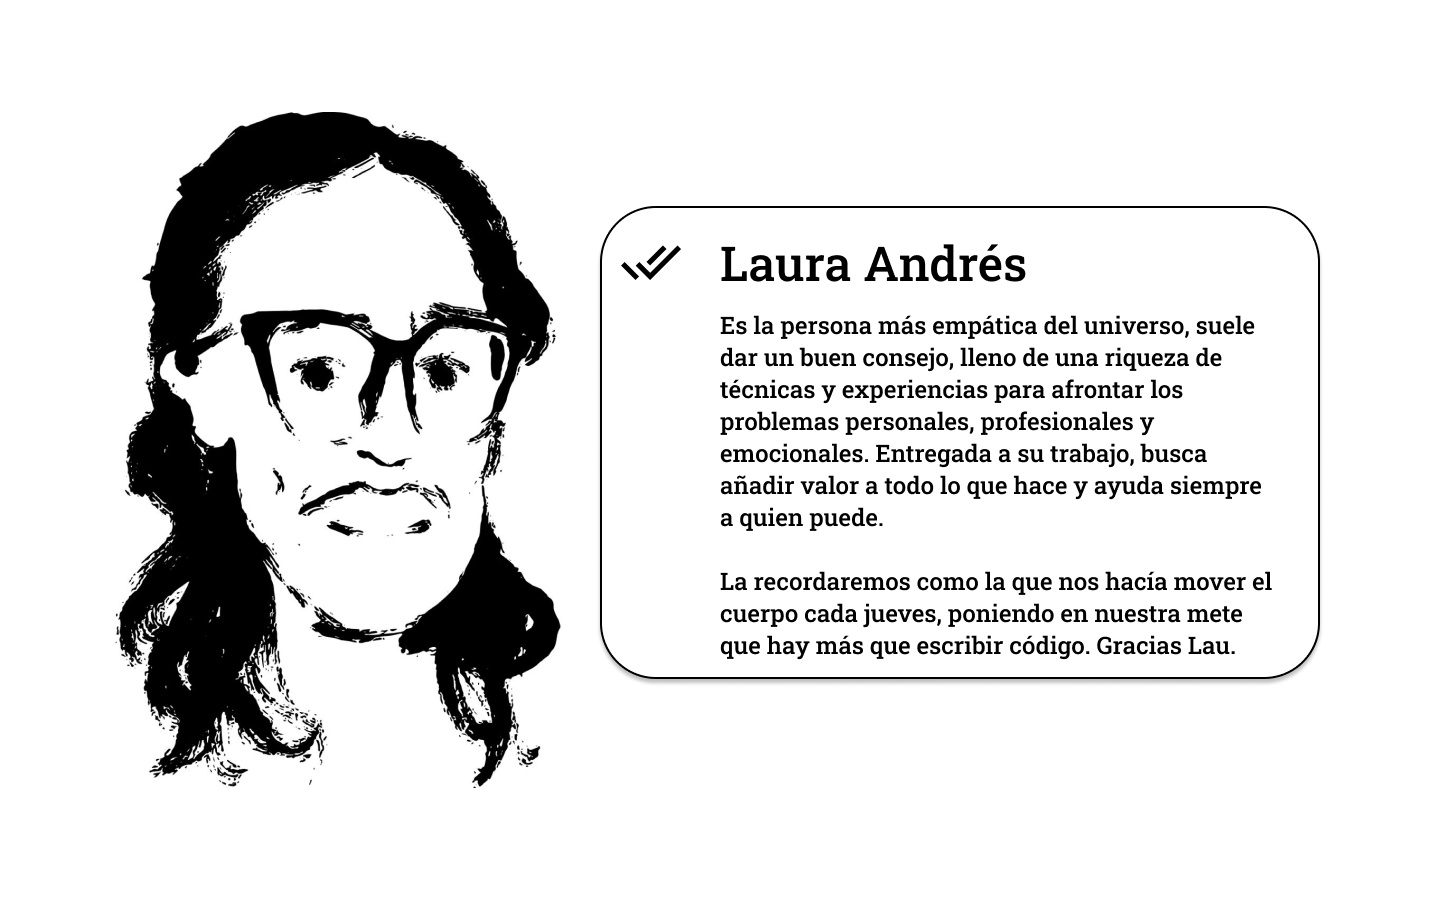 Laura Andrés
Es la persona más empática del universo, suele
dar un buen consejo, lleno de una riqueza de
técnicas y experiencias para afrontar los
problemas personales, profesionales y
emocionales. Entregada a su trabajo, busca
añadir valor a todo lo que hace y ayuda siempre
a quien puede.
La recordaremos como la que nos hacía mover el
cuerpo cada jueves, poniendo en nuestra mete
que hay más que escribir código. Gracias Lau.